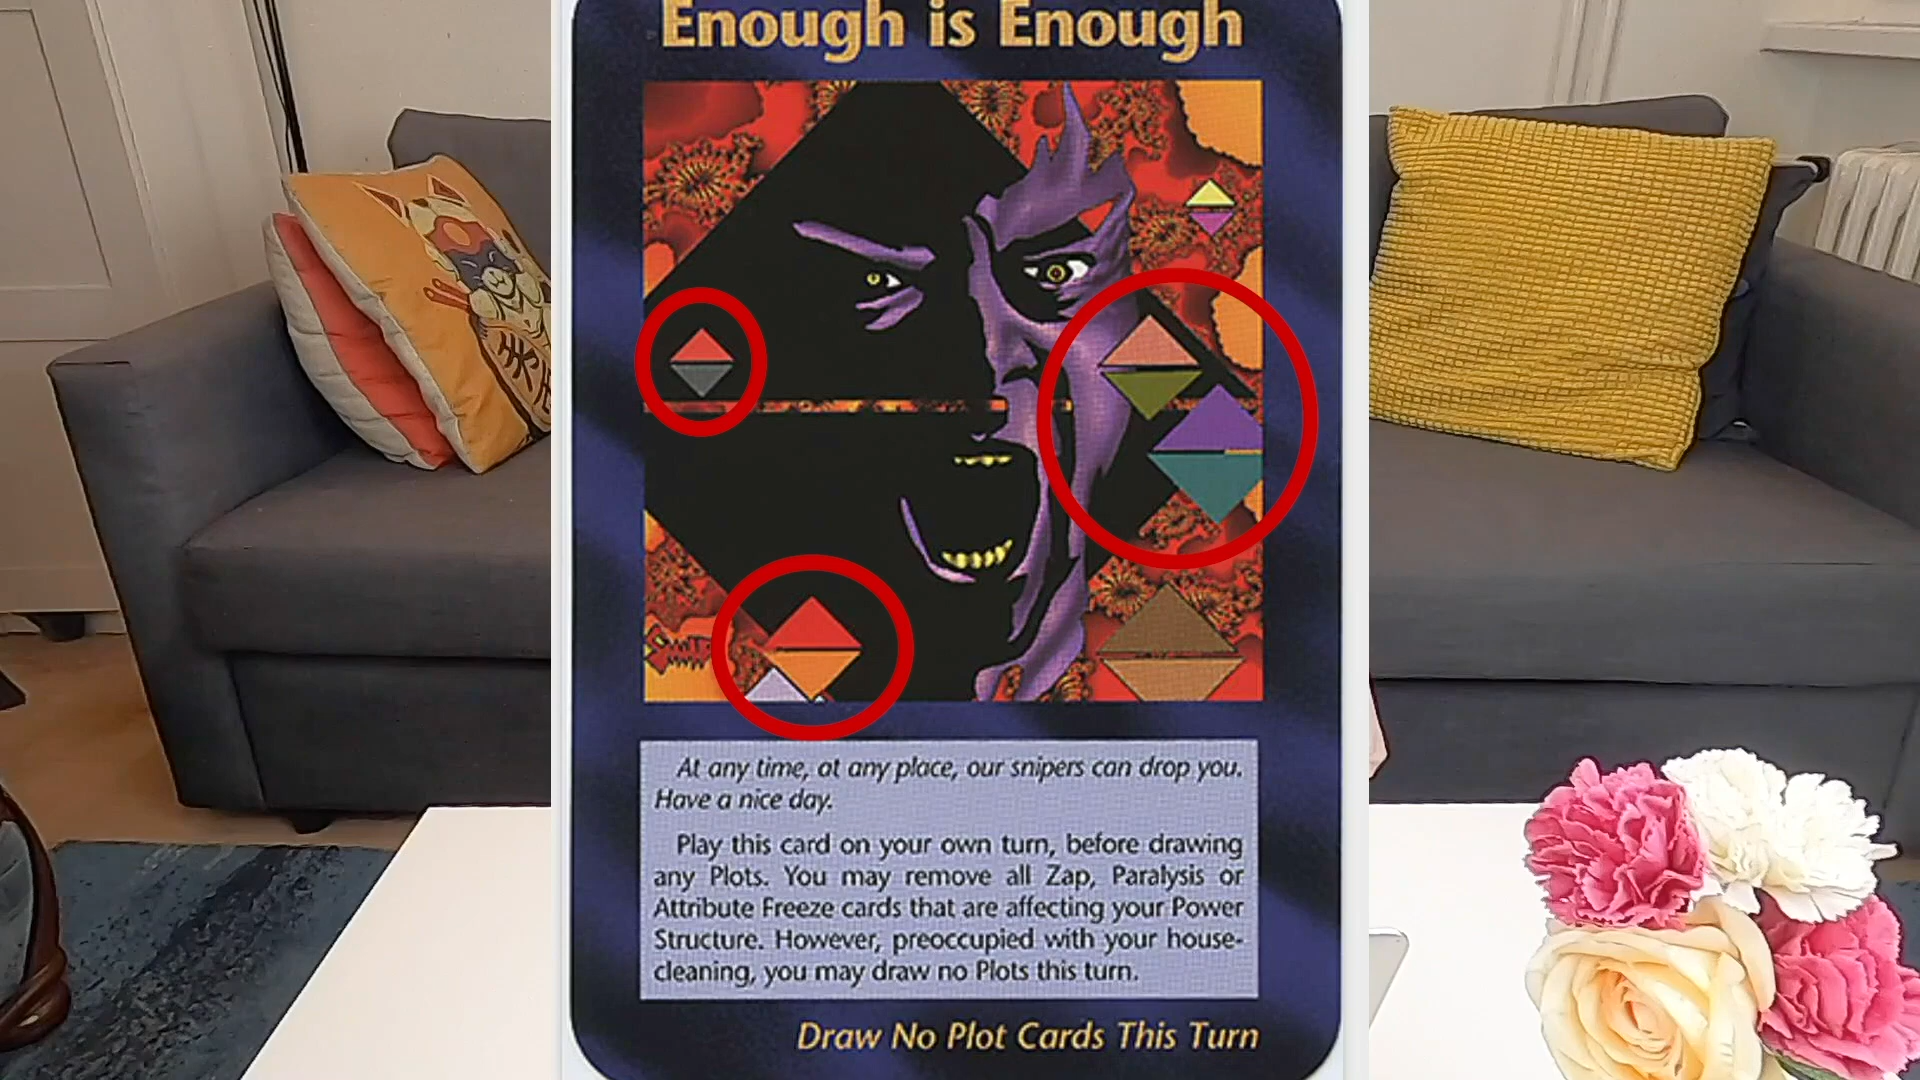 Enough is Enough
At any time, at any place, our snipers can drop you.
Have a nice day.
Play this card on your own turn, before drawing
any Plots. You may remove all Zap, Paralysis or
Attribute Freeze cards that are affecting your Power
Structure. However, preoccupied with your house-
cleaning, you may draw no Plots this turn.
Draw No Plot Cards This Turn